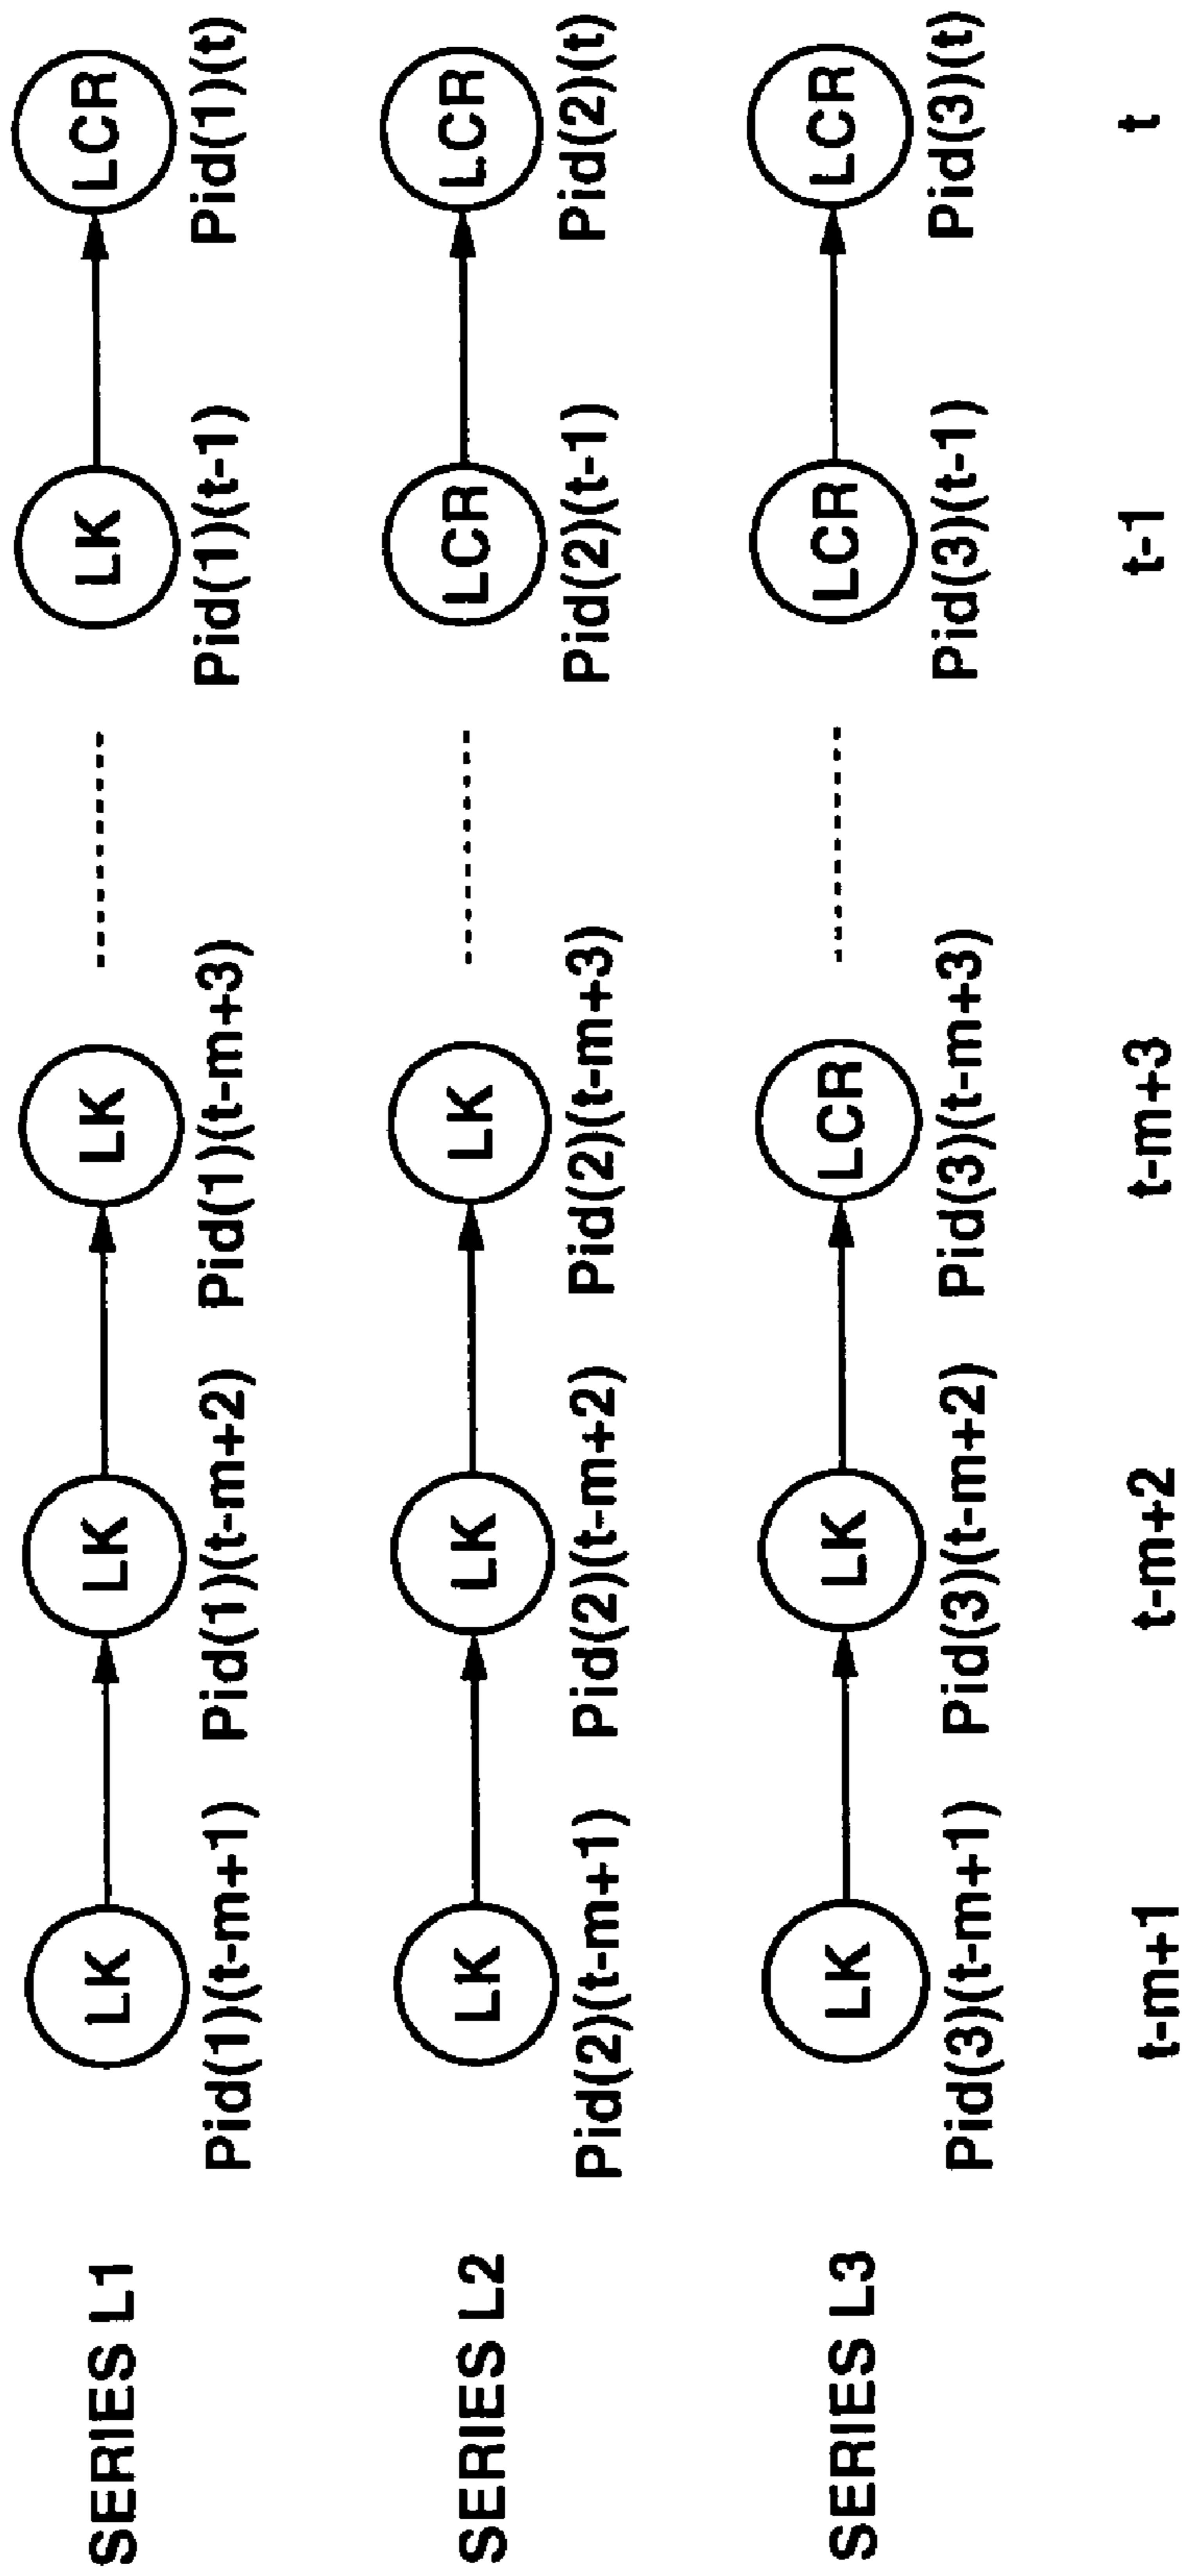 LK LK LK LK LCR
SERIES L1
Pid(1)(t-m+1) Pid(1)(t-m+2) Pid(1)(t-m+3) Pid(1)(t-1) Pid(1)(t)
LK LK LK LCR LCR
SERIES L2
Pid(2)(t-m+1) Pid(2)(t-m+2) Pid(2)(t-m+3) Pid(2)(t-1) Pid(2)(t)
LK LK LCR LCR LCR
SERIES L3
Pid(3)(t-m+1) Pid(3)(t-m+2) Pid(3)(t-m+3) Pid(3)(t-1) Pid(3)(t)
t-m+1 t-m+2 t-m+3 t-1 t